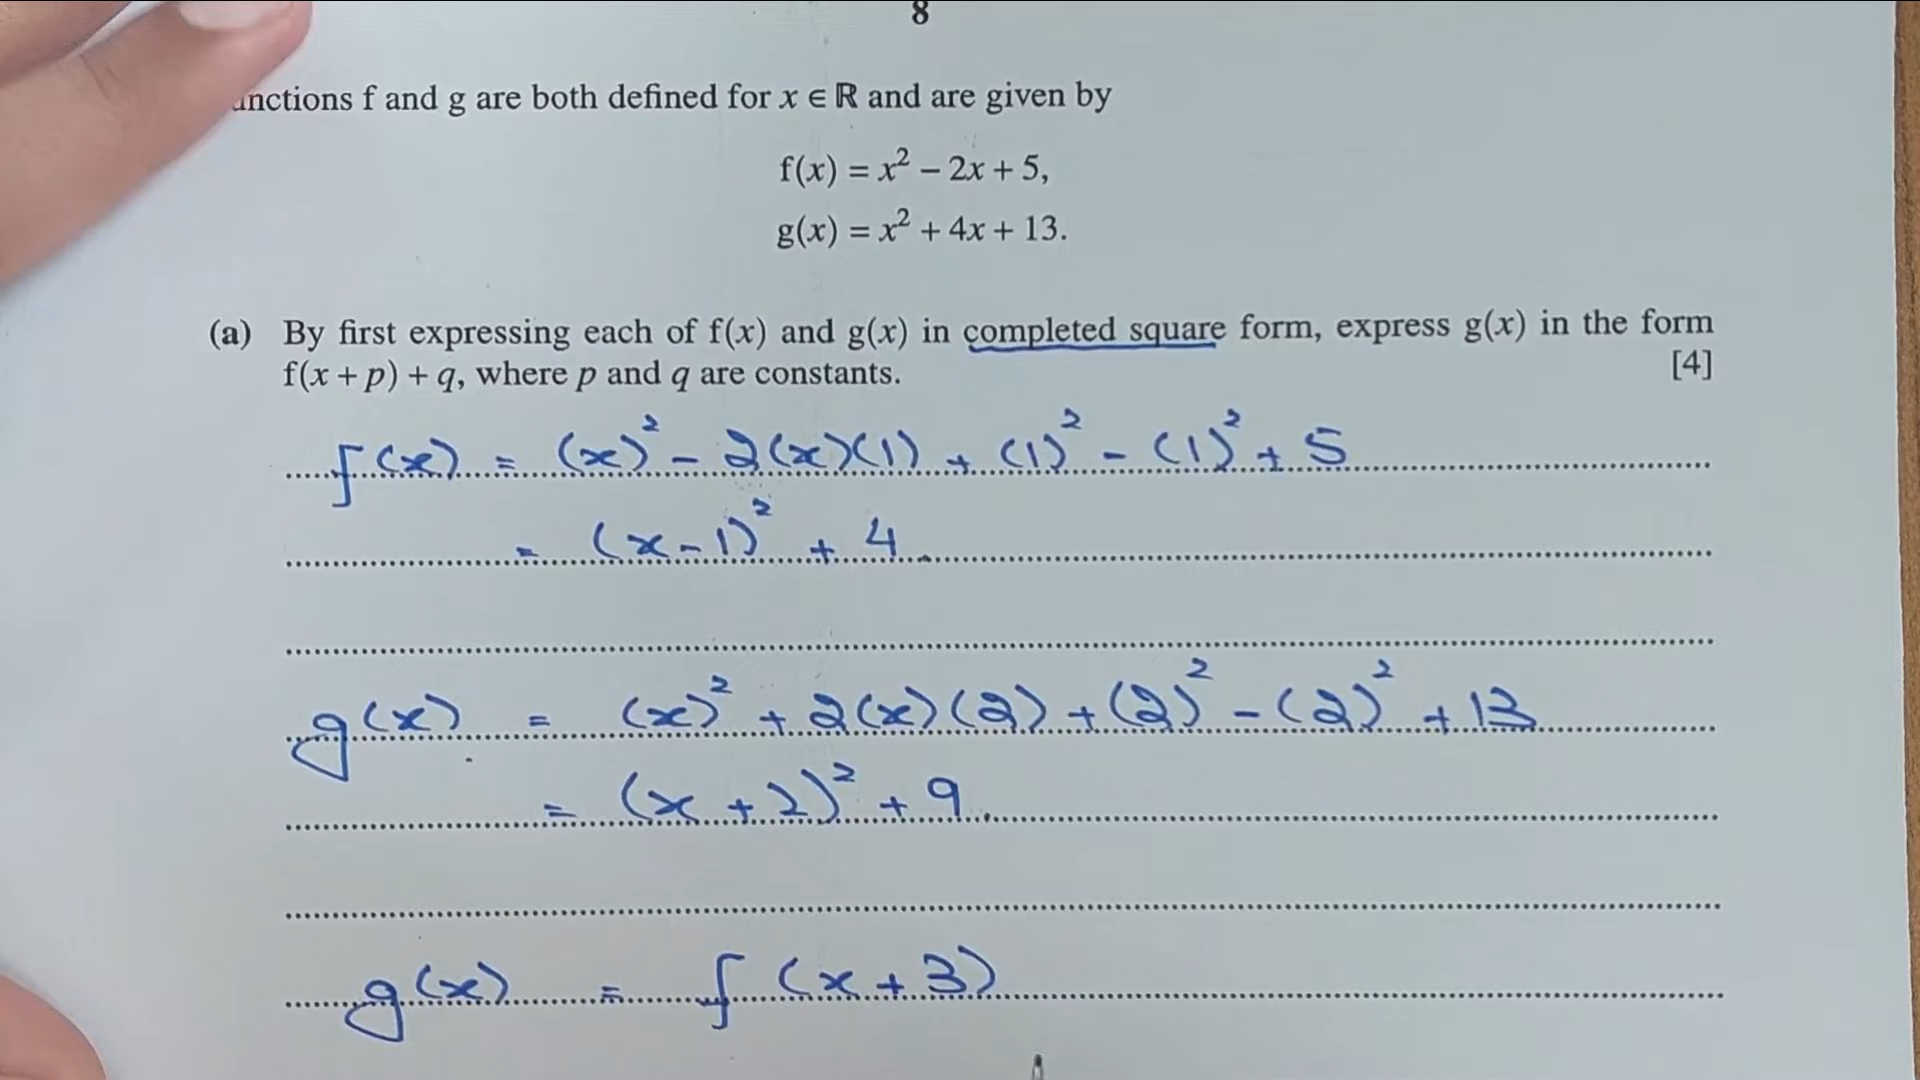 8
unctions f and g are both defined for x ∈ ℝ and are given by
f(x) = x² − 2x + 5,
g(x) = x² + 4x + 13.
(a) By first expressing each of f(x) and g(x) in completed square form, express g(x) in the form
f(x + p) + q, where p and q are constants. [4]
f(x) = (x)² − 2(x)(1) + (1)² − (1)² + 5
= (x − 1)² + 4
g(x) = (x)² + 2(x)(2) + (2)² − (2)² + 13
= (x + 2)² + 9
g(x) = f(x + 3)